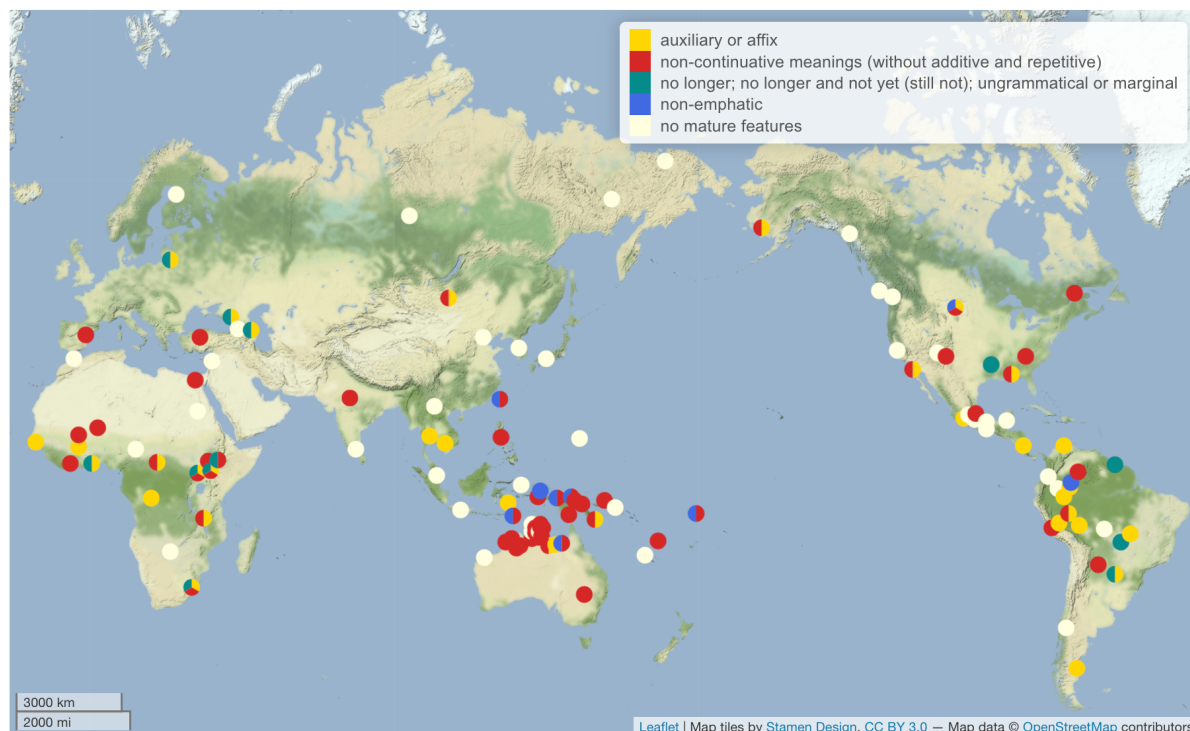 auxiliary or affix
non-continuative meanings (without additive and repetitive)
no longer; no longer and not yet (still not); ungrammatical or marginal
non-emphatic
no mature features
3000 km
2000 mi
Leaflet | Map tiles by Stamen Design, CC BY 3.0 — Map data © OpenStreetMap contributors